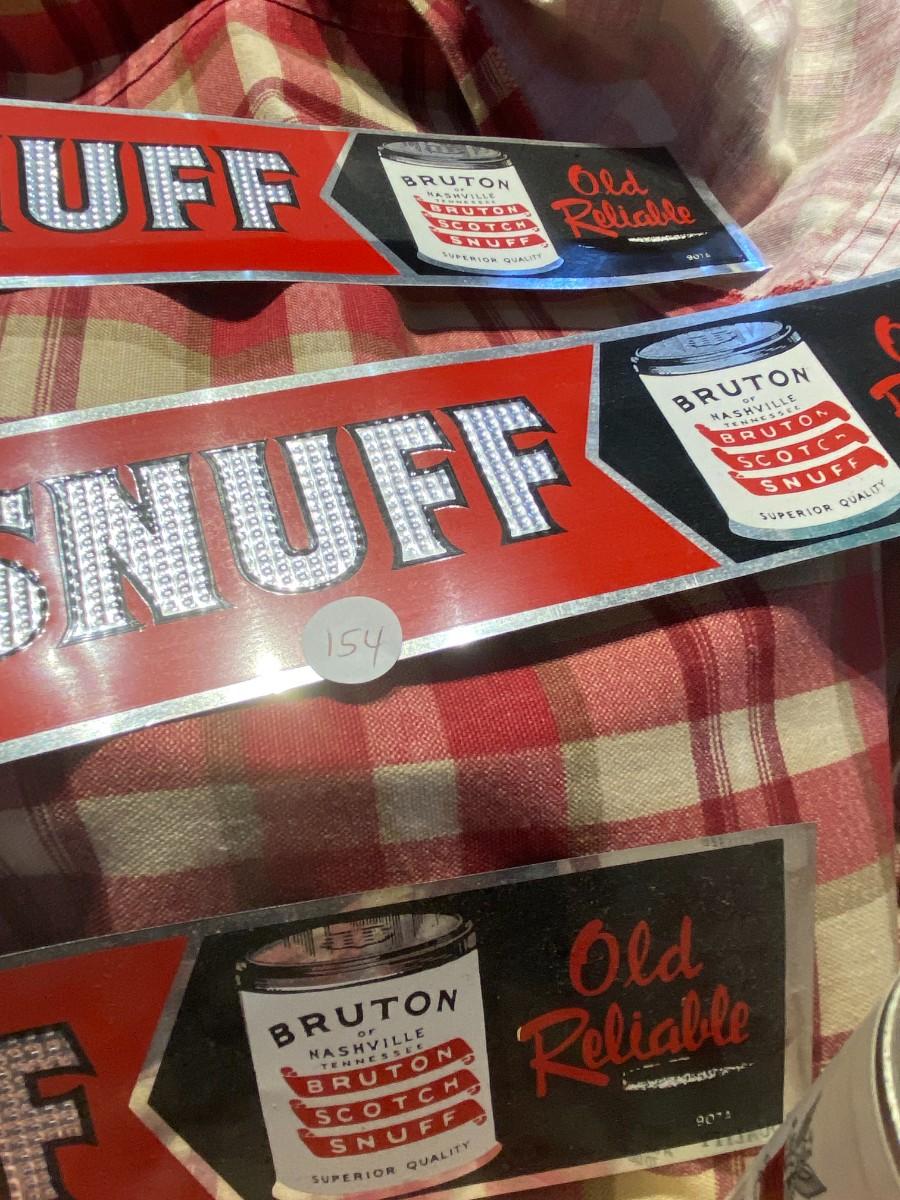 NUFF
BRUTON
OF
NASHVILLE
TENNESSEE
BRUTON
SCOTCH
SNUFF
SUPERIOR QUALITY
Old
Reliable
SNUFF
BRUTON
OF
NASHVILLE
TENNESSEE
BRUTON
SCOTCH
SNUFF
SUPERIOR QUALITY
154
F
BRUTON
OF
NASHVILLE
TENNESSEE
BRUTON
SCOTCH
SNUFF
SUPERIOR QUALITY
Old
Reliable